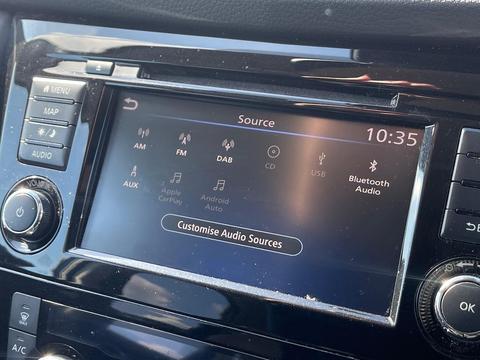 MENU
MAP
AUDIO
VOLUME
Source
10:35
AM
FM
DAB
CD
USB
Bluetooth
Audio
AUX
Apple
CarPlay
Android
Auto
Customise Audio Sources
OK
A/C